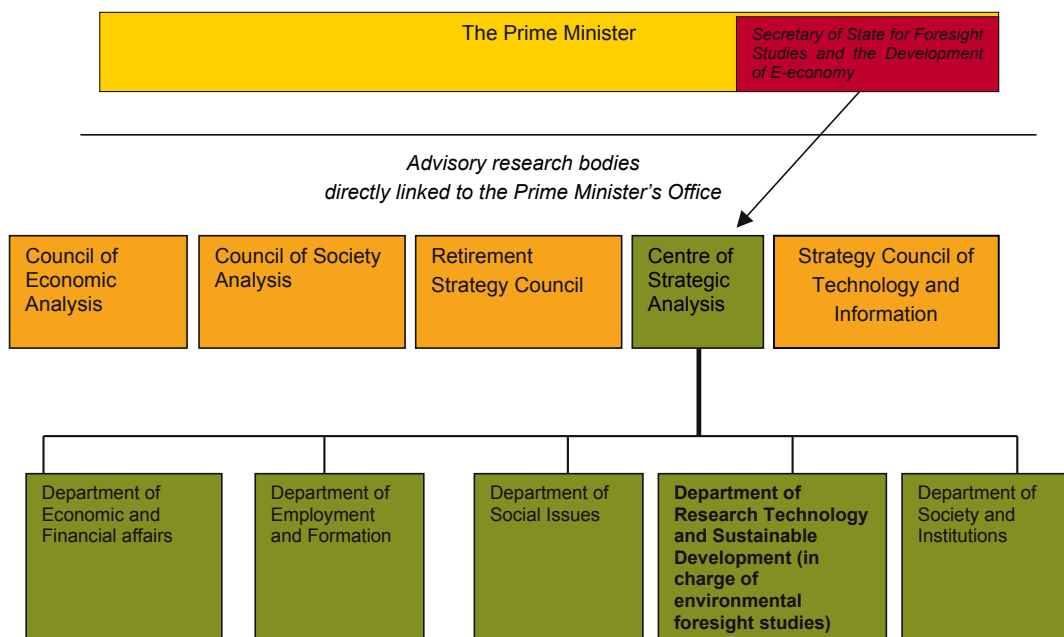 The Prime Minister
Secretary of State for Foresight
Studies and the Development
of E-economy
Advisory research bodies
directly linked to the Prime Minister's Office
Council of
Economic
Analysis
Council of Society
Analysis
Retirement
Strategy Council
Centre of
Strategic
Analysis
Strategy Council of
Technology and
Information
Department of
Economic and
Financial affairs
Department of
Employment
and Formation
Department of
Social Issues
Department of
Research Technology
and Sustainable
Development (in
charge of
environmental
foresight studies)
Department of
Society and
Institutions